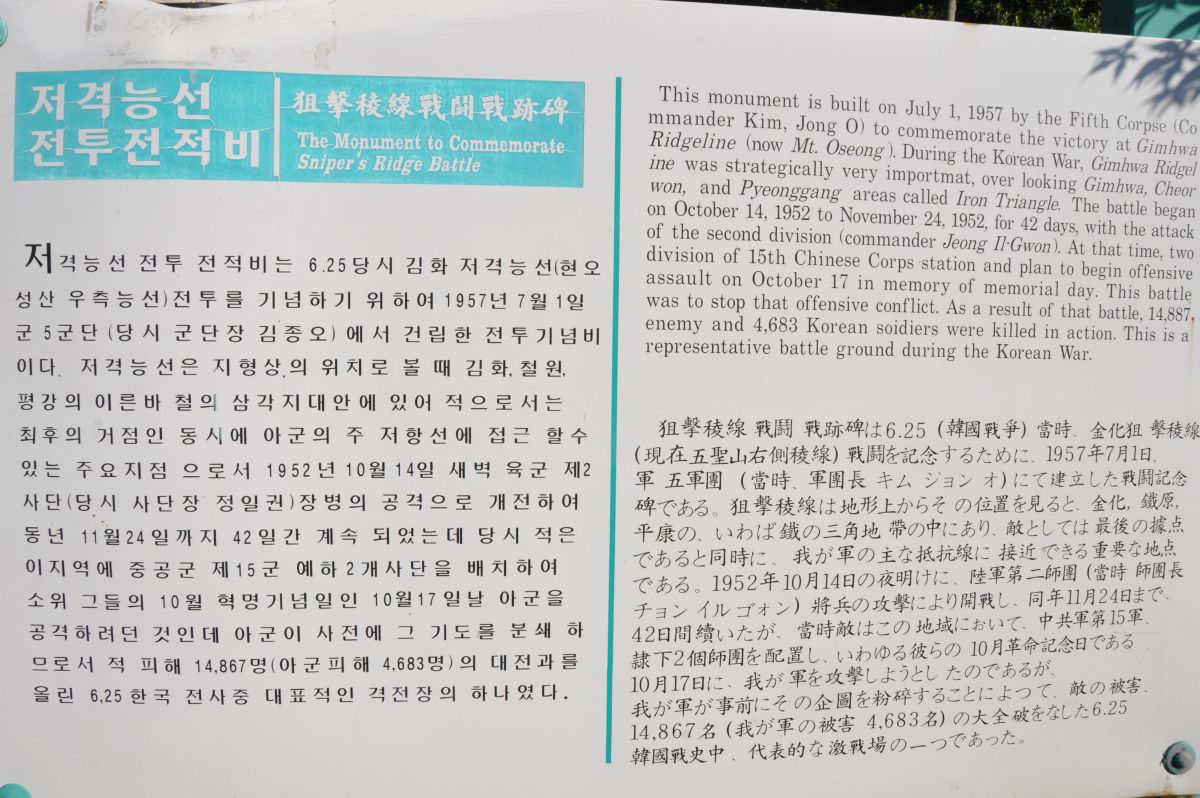 저격능선
전투전적비
狙擊稜線戰鬪戰跡碑
The Monument to Commemorate
Sniper's Ridge Battle
저격능선 전투 전적비는 6.25당시 김화 저격능선(현오
성산 우측능선)전투를 기념하기 위하여 1957년 7월 1일
군 5군단(당시 군단장 김종오)에서 건립한 전투기념비
이다. 저격능선은 지형상의 위치로 볼 때 김화, 철원,
평강의 이른바 철의 삼각지대안에 있어 적으로서는
최후의 거점인 동시에 아군의 주 저항선에 접근 할수
있는 주요지점 으로서 1952년 10월 14일 새벽 육군 제2
사단(당시 사단장 정일권)장병의 공격으로 개전하여
동년 11월24일까지 42일간 계속 되었는데 당시 적은
이지역에 중공군 제15군 예하 2개사단을 배치하여
소위 그들의 10월 혁명기념일인 10월17일날 아군을
공격하려던 것인데 아군이 사전에 그 기도를 분쇄 하
므로서 적 피해 14,867명(아군피해 4,683명)의 대전과를
올린 6,25 한국 전사중 대표적인 격전장의 하나였다.
This monument is built on July 1, 1957 by the Fifth Corpse (Co
mmander Kim, Jong O) to commemorate the victory at Gimhwa
Ridgeline (now Mt. Oseong). During the Korean War, Gimhwa Ridgel
ine was strategically very importmat, over looking Gimhwa, Cheor
won, and Pyeonggang areas called Iron Triangle. The battle began
on October 14, 1952 to November 24, 1952, for 42 days, with the attack
of the second division (commander Jeong Il-Gwon). At that time, two
division of 15th Chinese Corps station and plan to begin offensive
assault on October 17 in memory of memorial day. This battle
was to stop that offensive conflict. As a result of that battle, 14,887
enemy and 4,683 Korean soidiers were killed in action. This is a
representative battle ground during the Korean War.
狙擊稜線 戰鬪 戰跡碑は6.25 (韓國戰爭) 當時、金化狙 擊稜線
(現在五聖山右側稜線) 戰鬪を記念するために、1957年7月1日、
軍 五軍團 (當時、軍團長 キム ジョン オ)にて建立した戰鬪記念
碑である。狙擊稜線は地形上からそ の位置を見ると、金化, 鐵原,
平康の、いわば鐵の三角地 帶の中にあり、敵としては 最後の據点
であると同時に、 我が軍の主な抵抗線に 接近 できる重要な地点
である。1952年10月14日の夜明けに、陸軍第二師團 (當時 師團長
チョン イル ゴォン) 將兵の攻擊により開戰し、同年11月24日まで、
42日間續いたが、當時敵はこの 地域において、中共軍第15軍、
隷下2個師團を配置し、いわゆる彼らの 10月革命記念日である
10月17日に、我が 軍を攻擊しようとし たのであるが、
我が軍が事前にそ の企圖を粉碎することによつ て、敵の被害、
14,867名 (我が軍の被害 4,683名) の大全破をなした6.25
韓國戰史中、代表的な激戰場の一つであった。